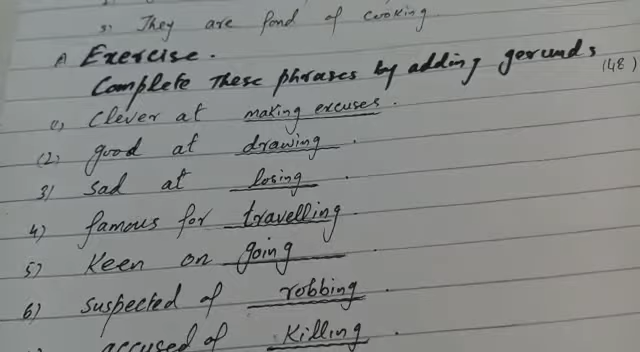 3. They are fond of cooking
A Exercise.
Complete These phrases by adding gerunds (48)
(1) Clever at making excuses.
(2) good at drawing.
3) sad at losing.
4) famous for travelling
5) Keen on going.
6) suspected of robbing.
accused of killing.